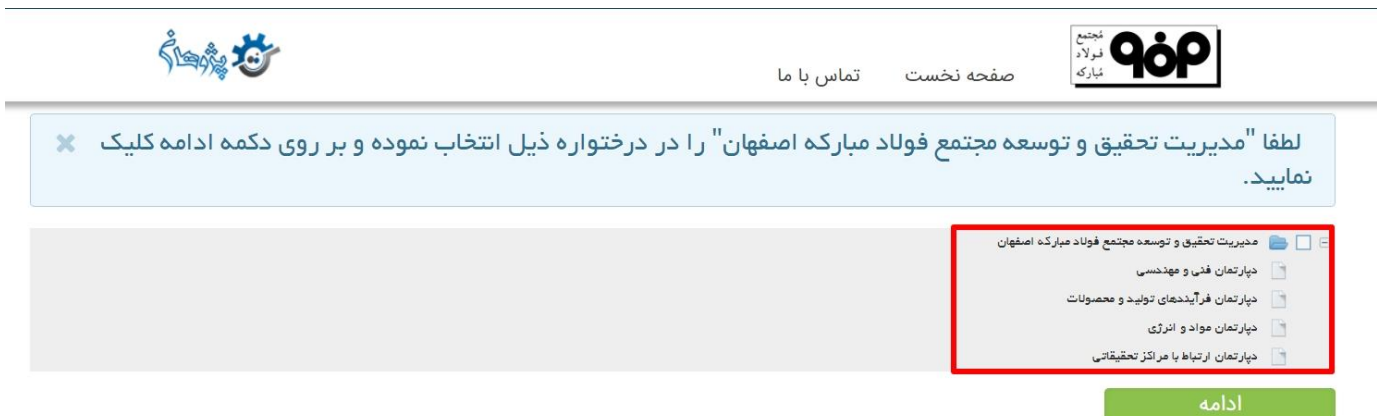 مجتمع
فولاد
مبارکه
صفحه نخست
تماس با ما
پژوهان
لطفا "مدیریت تحقیق و توسعه مجتمع فولاد مبارکه اصفهان" را در درختواره ذیل انتخاب نموده و بر روی دکمه ادامه کلیک
نمایید.
مدیریت تحقیق و توسعه مجتمع فولاد مبارکه اصفهان
دپارتمان فنی و مهندسی
دپارتمان فرآیندهای تولید و محصولات
دپارتمان مواد و انرژی
دپارتمان ارتباط با مراکز تحقیقاتی
ادامه